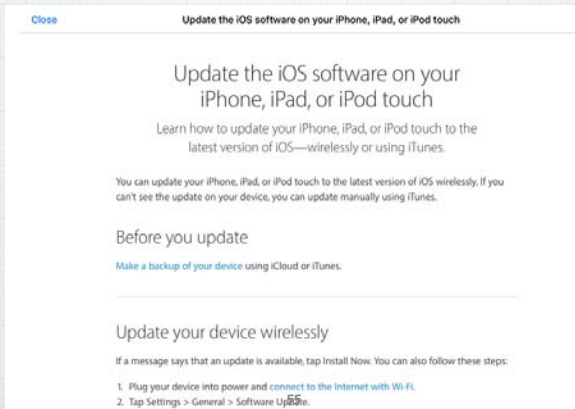 Close
Update the iOS software on your iPhone, iPad, or iPod touch
Update the iOS software on your
iPhone, iPad, or iPod touch
Learn how to update your iPhone, iPad, or iPod touch to the
latest version of iOS—wirelessly or using iTunes.
You can update your iPhone, iPad, or iPod touch to the latest version of iOS wirelessly. If you
can't see the update on your device, you can update manually using iTunes.
Before you update
Make a backup of your device using iCloud or iTunes.
Update your device wirelessly
If a message says that an update is available, tap Install Now. You can also follow these steps:
1. Plug your device into power and connect to the Internet with Wi-Fi.
2. Tap Settings > General > Software Update.
55